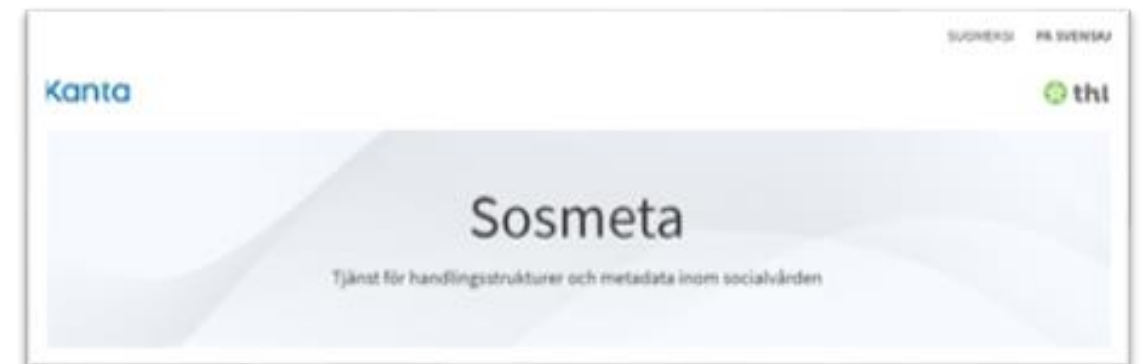 SUOMEKSI PÅ SVENSKA
Kanta
thl
Sosmeta
Tjänst för handlingsstrukturer och metadata inom socialvården